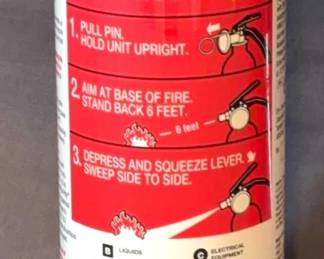 1. PULL PIN.
HOLD UNIT UPRIGHT.
2. AIM AT BASE OF FIRE.
STAND BACK 6 FEET.
6 feet
3. DEPRESS AND SQUEEZE LEVER.
SWEEP SIDE TO SIDE.
B LIQUIDS
C ELECTRICAL
EQUIPMENT